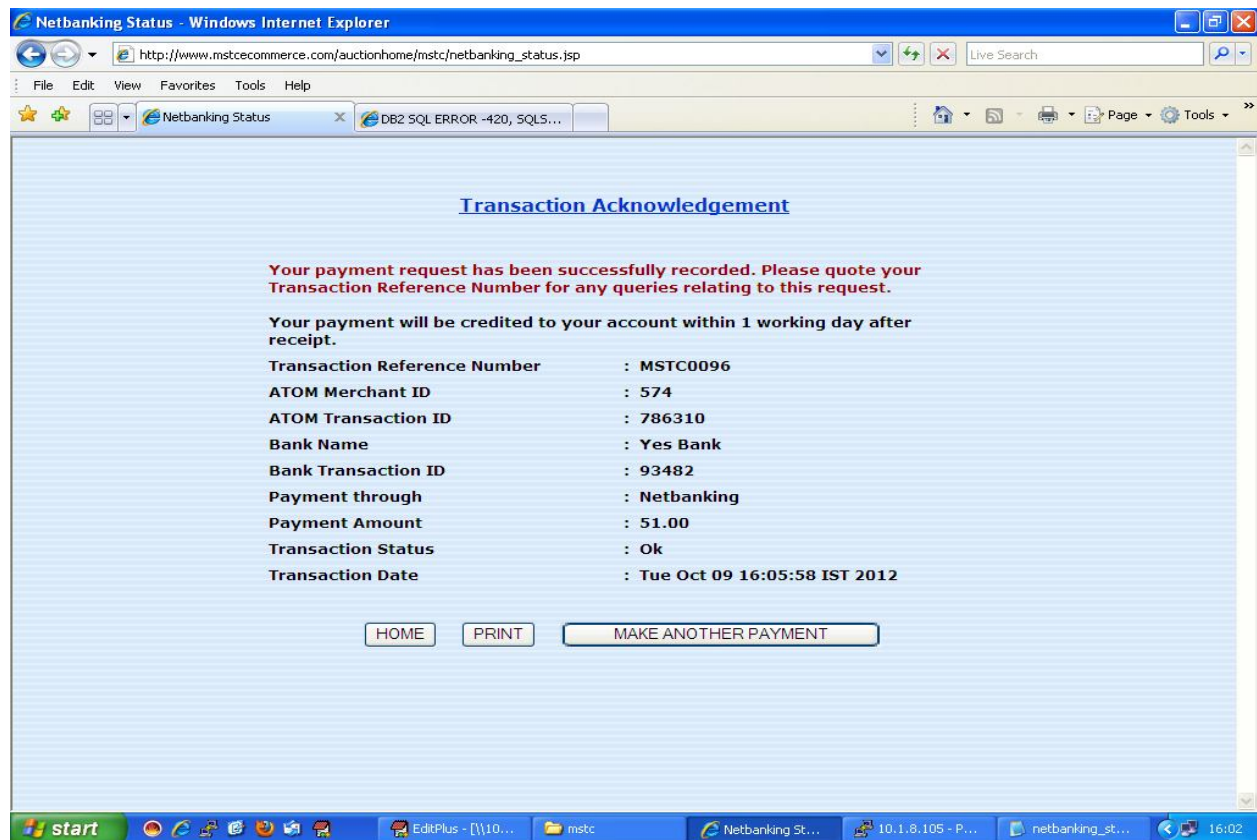 Netbanking Status - Windows Internet Explorer
http://www.mstcecommerce.com/auctionhome/mstc/netbanking_status.jsp
Live Search
File Edit View Favorites Tools Help
Netbanking Status DB2 SQL ERROR -420, SQLS... Page Tools
Transaction Acknowledgement
Your payment request has been successfully recorded. Please quote your
Transaction Reference Number for any queries relating to this request.
Your payment will be credited to your account within 1 working day after
receipt.
Transaction Reference Number : MSTC0096
ATOM Merchant ID : 574
ATOM Transaction ID : 786310
Bank Name : Yes Bank
Bank Transaction ID : 93482
Payment through : Netbanking
Payment Amount : 51.00
Transaction Status : Ok
Transaction Date : Tue Oct 09 16:05:58 IST 2012
HOME PRINT MAKE ANOTHER PAYMENT
start EditPlus - [\\10... mstc Netbanking St... 10.1.8.105 - P... netbanking_st... 16:02